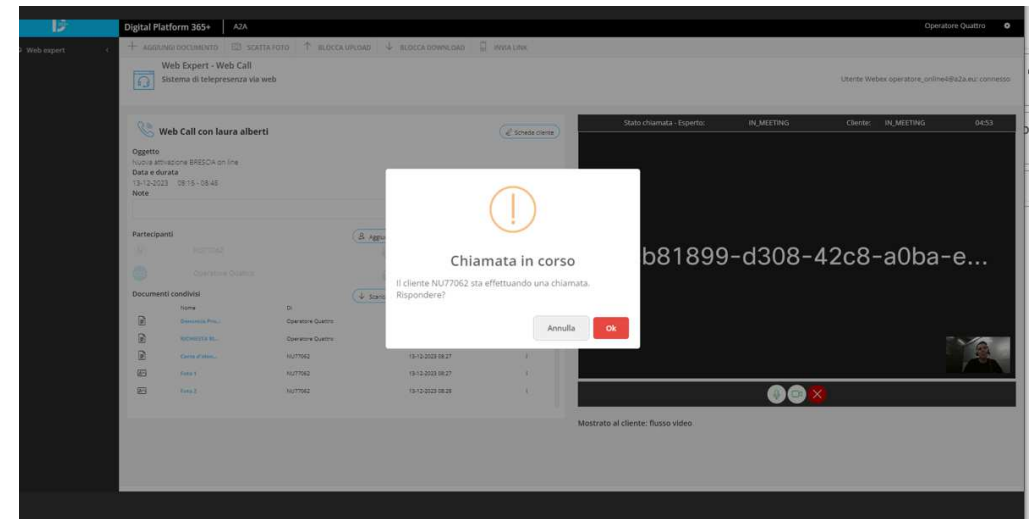 Digital Platform 365+ A2A Operatore Quattro
Web expert
AGGIUNGI DOCUMENTO SCATTA FOTO BLOCCA UPLOAD BLOCCA DOWNLOAD INVIA LINK
Web Expert - Web Call
Sistema di telepresenza via web
Utente Webex operatore_online4@a2a.eu: connesso
Web Call con laura alberti
Schede cliente
Oggetto
Nuova attivazione BRESCIA on line
Data e durata
13-12-2023 08:15 - 08:40
Note
Partecipanti
NU77062
Operatore Quattro
Documenti condivisi
Nome Di
Operatore Quattro
Operatore Quattro
NU77062 13-12-2023 08:27
Foto 1 NU77062 13-12-2023 08:27
Foto 2 NU77062 13-12-2023 08:28
Chiamata in corso
Il cliente NU77062 sta effettuando una chiamata.
Rispondere?
Annulla Ok
Stato chiamata - Esperto: IN_MEETING Cliente: IN_MEETING 04:53
b81899-d308-42c8-a0ba-e...
Mostrato al cliente: flusso video